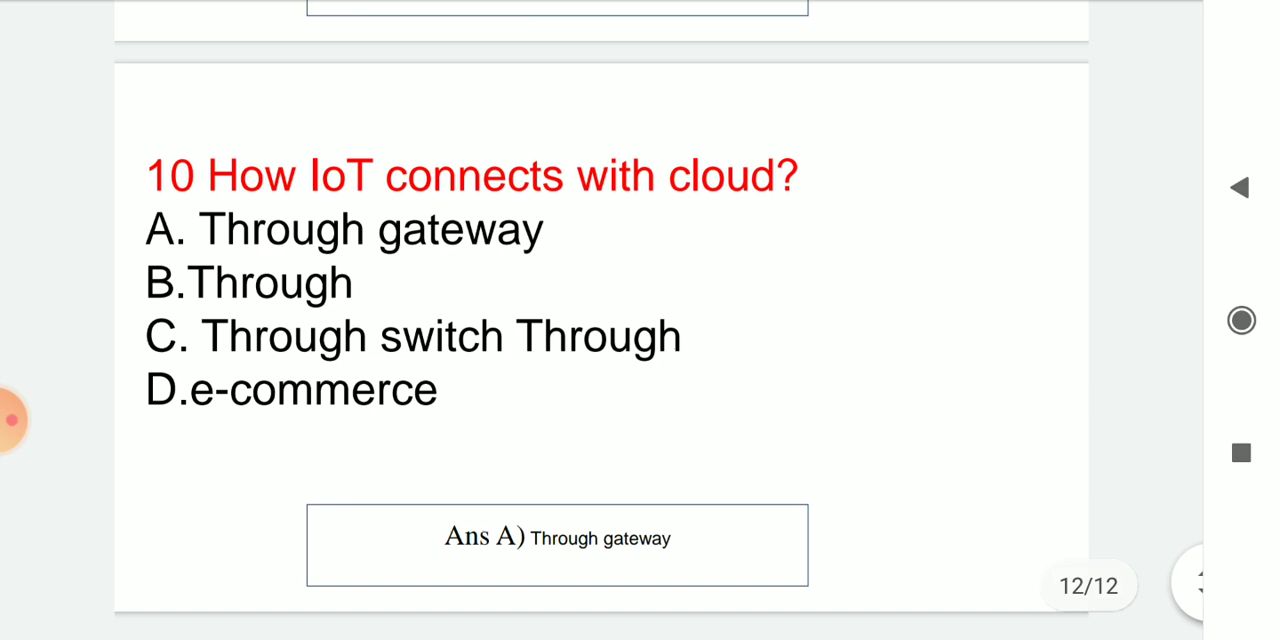 10 How IoT connects with cloud?
A. Through gateway
B.Through
C. Through switch Through
D.e-commerce
Ans A) Through gateway
12/12